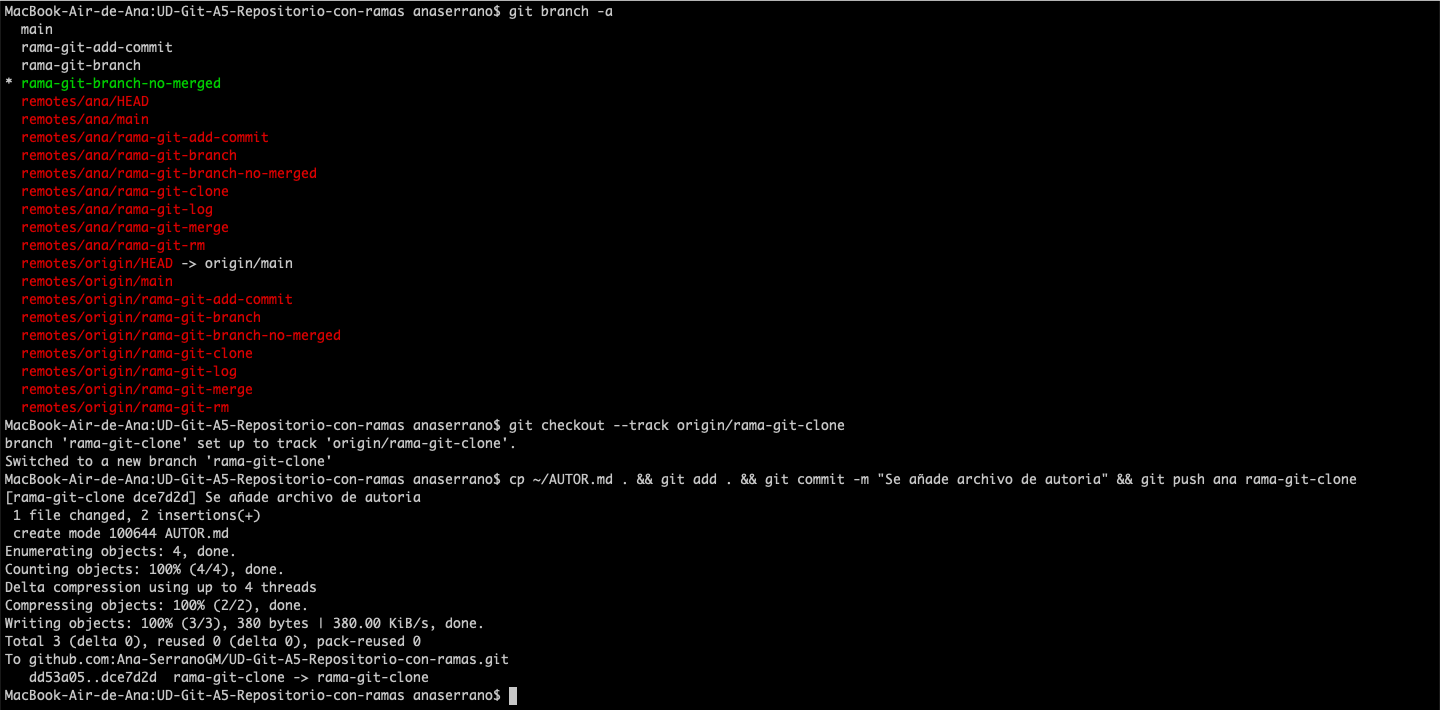 MacBook-Air-de-Ana:UD-Git-A5-Repositorio-con-ramas anaserrano$ git branch -a
  main
  rama-git-add-commit
  rama-git-branch
* rama-git-branch-no-merged
  remotes/ana/HEAD
  remotes/ana/main
  remotes/ana/rama-git-add-commit
  remotes/ana/rama-git-branch
  remotes/ana/rama-git-branch-no-merged
  remotes/ana/rama-git-clone
  remotes/ana/rama-git-log
  remotes/ana/rama-git-merge
  remotes/ana/rama-git-rm
  remotes/origin/HEAD -> origin/main
  remotes/origin/main
  remotes/origin/rama-git-add-commit
  remotes/origin/rama-git-branch
  remotes/origin/rama-git-branch-no-merged
  remotes/origin/rama-git-clone
  remotes/origin/rama-git-log
  remotes/origin/rama-git-merge
  remotes/origin/rama-git-rm
MacBook-Air-de-Ana:UD-Git-A5-Repositorio-con-ramas anaserrano$ git checkout --track origin/rama-git-clone
branch 'rama-git-clone' set up to track 'origin/rama-git-clone'.
Switched to a new branch 'rama-git-clone'
MacBook-Air-de-Ana:UD-Git-A5-Repositorio-con-ramas anaserrano$ cp ~/AUTOR.md . && git add . && git commit -m "Se añade archivo de autoria" && git push ana rama-git-clone
[rama-git-clone dce7d2d] Se añade archivo de autoria
 1 file changed, 2 insertions(+)
 create mode 100644 AUTOR.md
Enumerating objects: 4, done.
Counting objects: 100% (4/4), done.
Delta compression using up to 4 threads
Compressing objects: 100% (2/2), done.
Writing objects: 100% (3/3), 380 bytes | 380.00 KiB/s, done.
Total 3 (delta 0), reused 0 (delta 0), pack-reused 0
To github.com:Ana-SerranoGM/UD-Git-A5-Repositorio-con-ramas.git
   dd53a05..dce7d2d  rama-git-clone -> rama-git-clone
MacBook-Air-de-Ana:UD-Git-A5-Repositorio-con-ramas anaserrano$